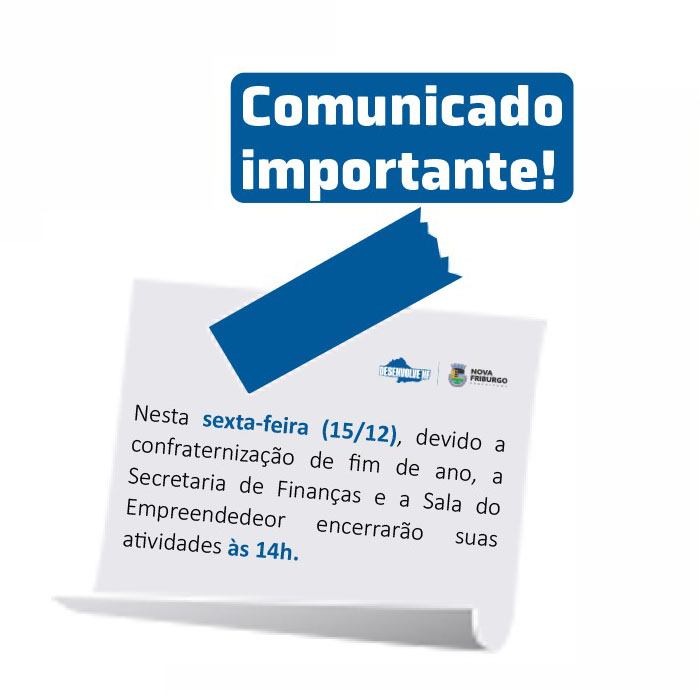 Comunicado
importante!
DESENVOLVE NF
NOVA
FRIBURGO
Nesta sexta-feira (15/12), devido a
confraternização de fim de ano, a
Secretaria de Finanças e a Sala do
Empreendedeor encerrarão suas
atividades às 14h.